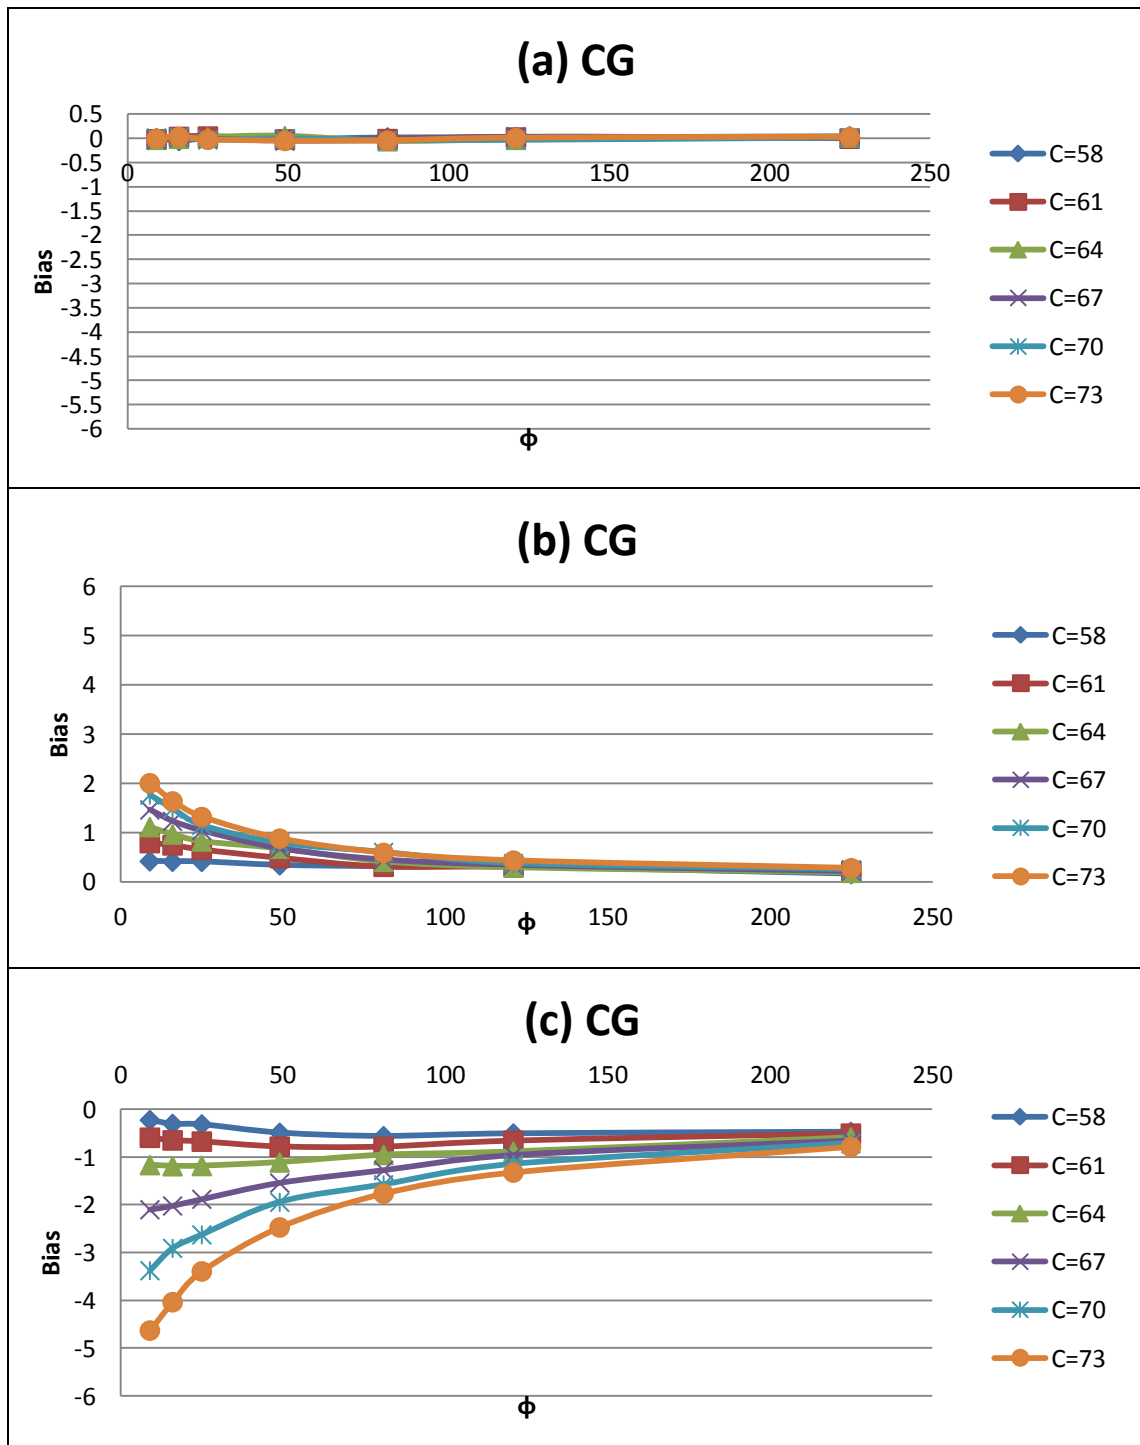 (a) CG
0.5
0
-0.5
-1
-1.5
-2
-2.5
-3
-3.5
-4
-4.5
-5
-5.5
-6
0 50 100 150 200 250
Bias
ϕ
C=58
C=61
C=64
C=67
C=70
C=73
(b) CG
6
5
4
3
2
1
0
0 50 100 150 200 250
Bias
ϕ
C=58
C=61
C=64
C=67
C=70
C=73
(c) CG
0 50 100 150 200 250
0
-1
-2
-3
-4
-5
-6
Bias
ϕ
C=58
C=61
C=64
C=67
C=70
C=73